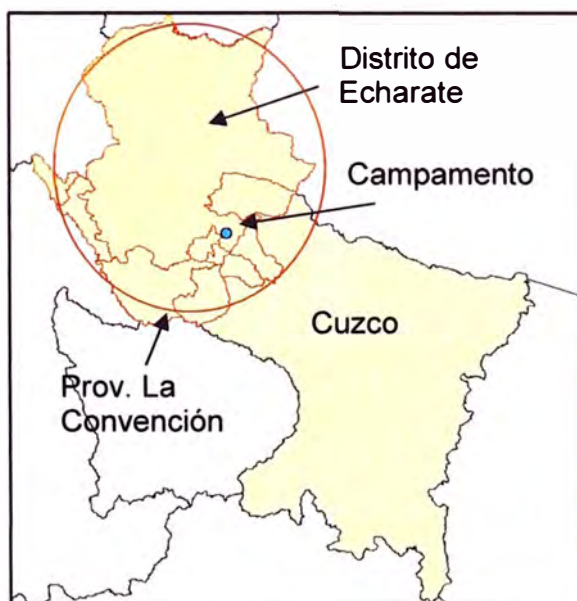 Distrito de
Echarate
Campamento
Cuzco
Prov. La
Convención